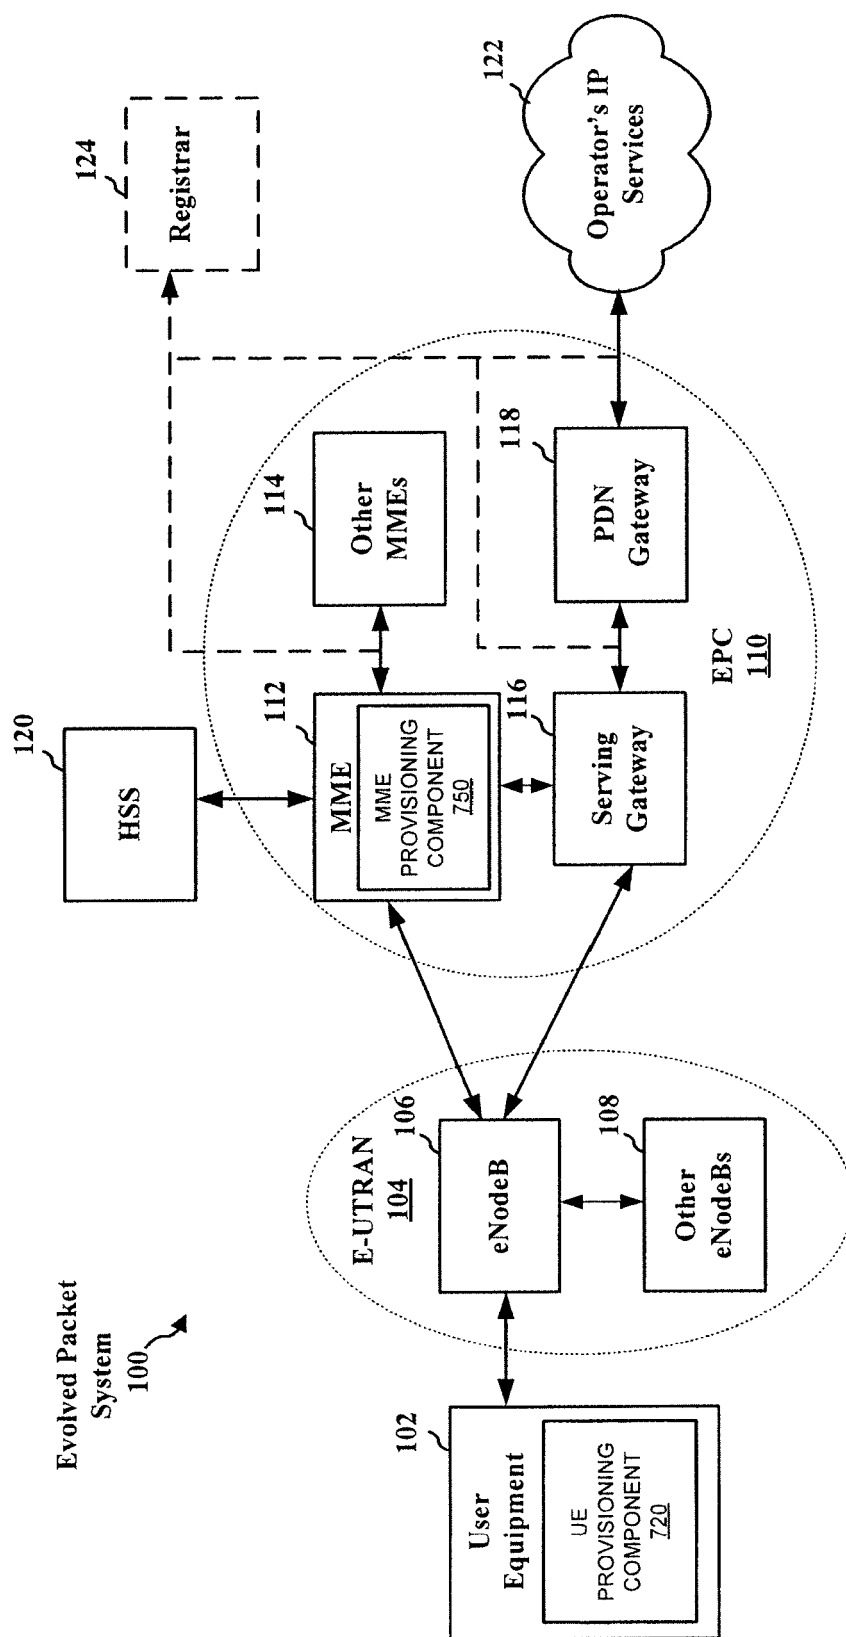 Evolved Packet
System
100
102
User
Equipment
UE
PROVISIONING
COMPONENT
720
E-UTRAN
104
106
eNodeB
108
Other
eNodeBs
120
HSS
112
MME
MME
PROVISIONING
COMPONENT
750
114
Other
MMEs
116
Serving
Gateway
118
PDN
Gateway
EPC
110
124
Registrar
122
Operator's IP
Services